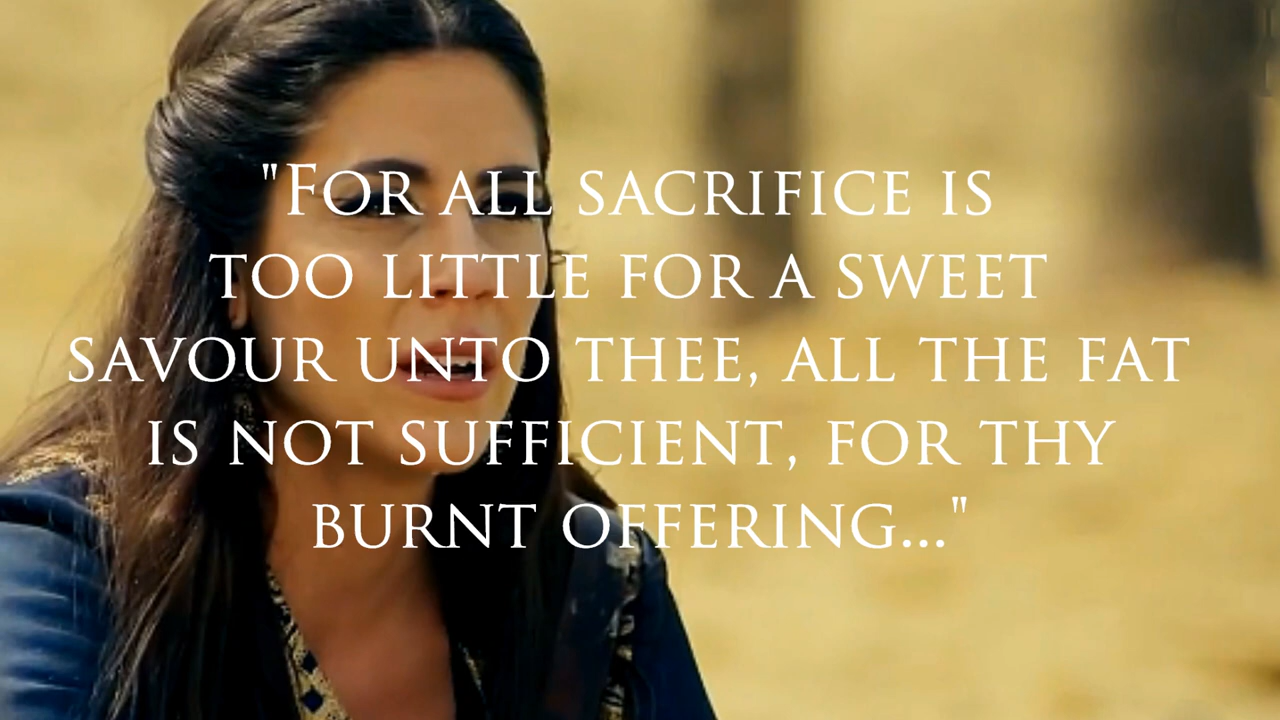 "For all sacrifice is
too little for a sweet
savour unto thee, all the fat
is not sufficient, for thy
burnt offering..."